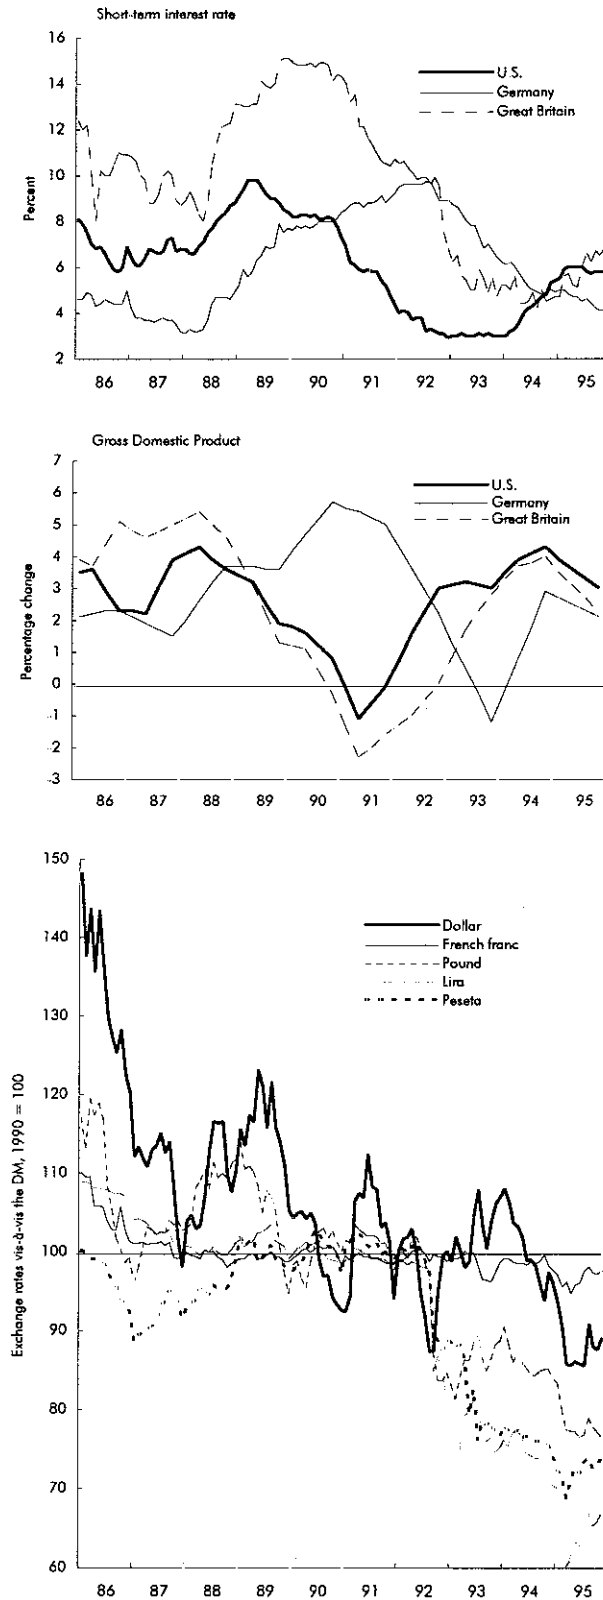 Short-term interest rate
16
14
12
10
8
6
4
2
Percent
U.S.
Germany
Great Britain
86 87 88 89 90 91 92 93 94 95
Gross Domestic Product
7
6
5
4
3
2
1
0
-1
-2
-3
Percentage change
U.S.
Germany
Great Britain
86 87 88 89 90 91 92 93 94 95
150
140
130
120
110
100
90
80
70
60
Exchange rates vis-à-vis the DM, 1990 = 100
Dollar
French franc
Pound
Lira
Peseta
86 87 88 89 90 91 92 93 94 95